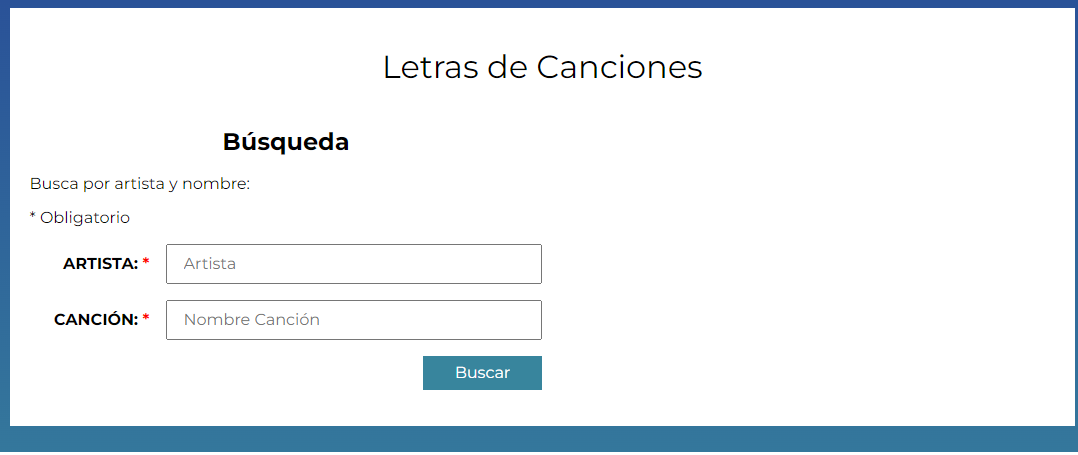 Letras de Canciones
Búsqueda
Busca por artista y nombre:
* Obligatorio
ARTISTA: * Artista
CANCIÓN: * Nombre Canción
Buscar